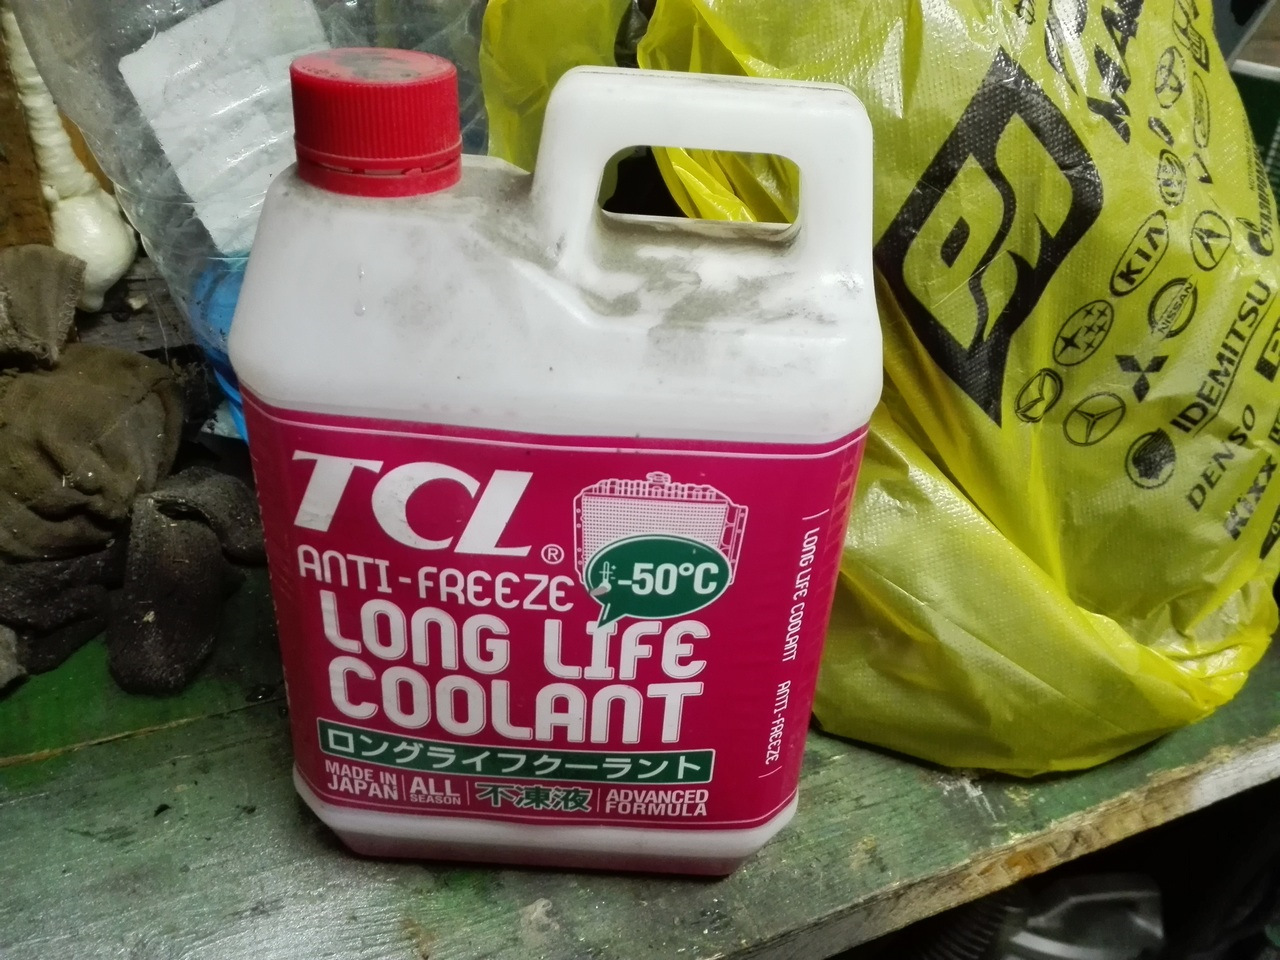 TCL®
ANTI-FREEZE
-50°C
LONG LIFE
COOLANT
ロングライフクーラント
MADE IN
JAPAN
ALL
SEASON
不凍液
ADVANCED
FORMULA
LONG LIFE COOLANT ANTI-FREEZE
KIA
NISSAN
IDEMITSU
DENSO